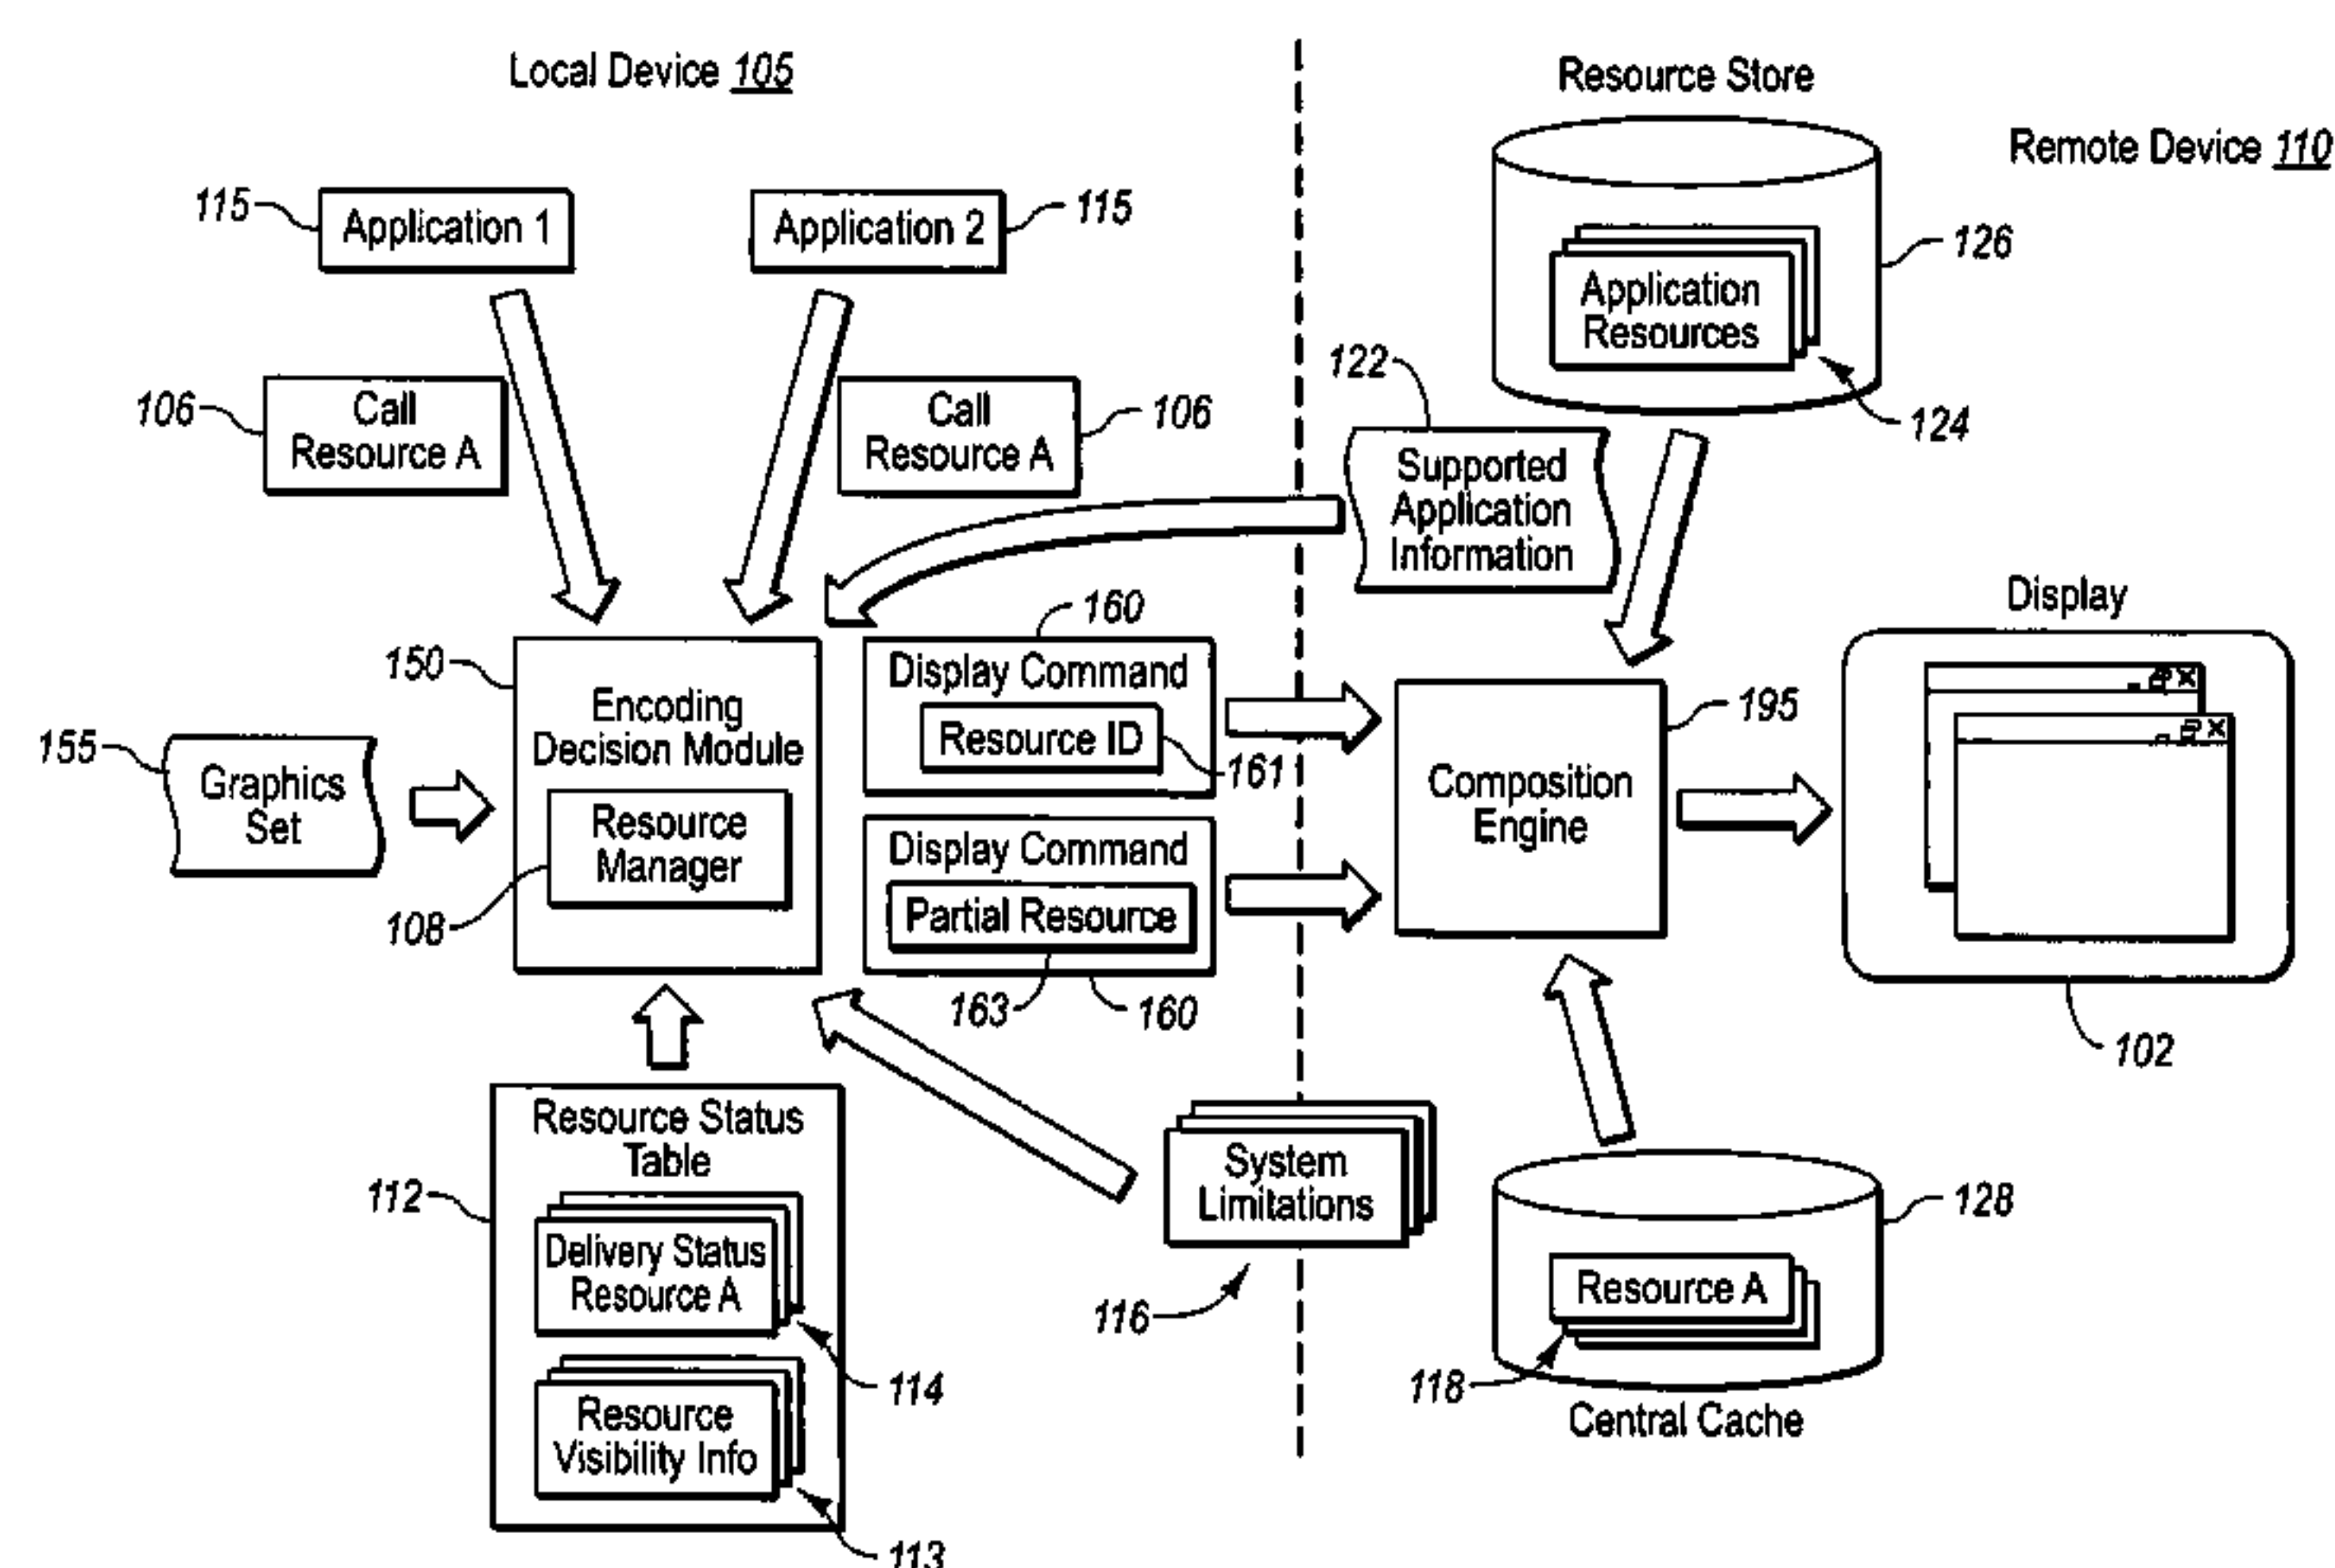 Local Device 105
Resource Store
Remote Device 110
115
Application 1
Application 2
115
126
Application
Resources
124
106
Call
Resource A
Call
Resource A
106
122
Supported
Application
Information
Display
150
Encoding
Decision Module
Resource
Manager
108
155
Graphics
Set
160
Display Command
Resource ID
161
Display Command
Partial Resource
163
160
195
Composition
Engine
102
112
Resource Status
Table
Delivery Status
Resource A
114
Resource
Visibility Info
113
System
Limitations
116
128
Resource A
118
Central Cache